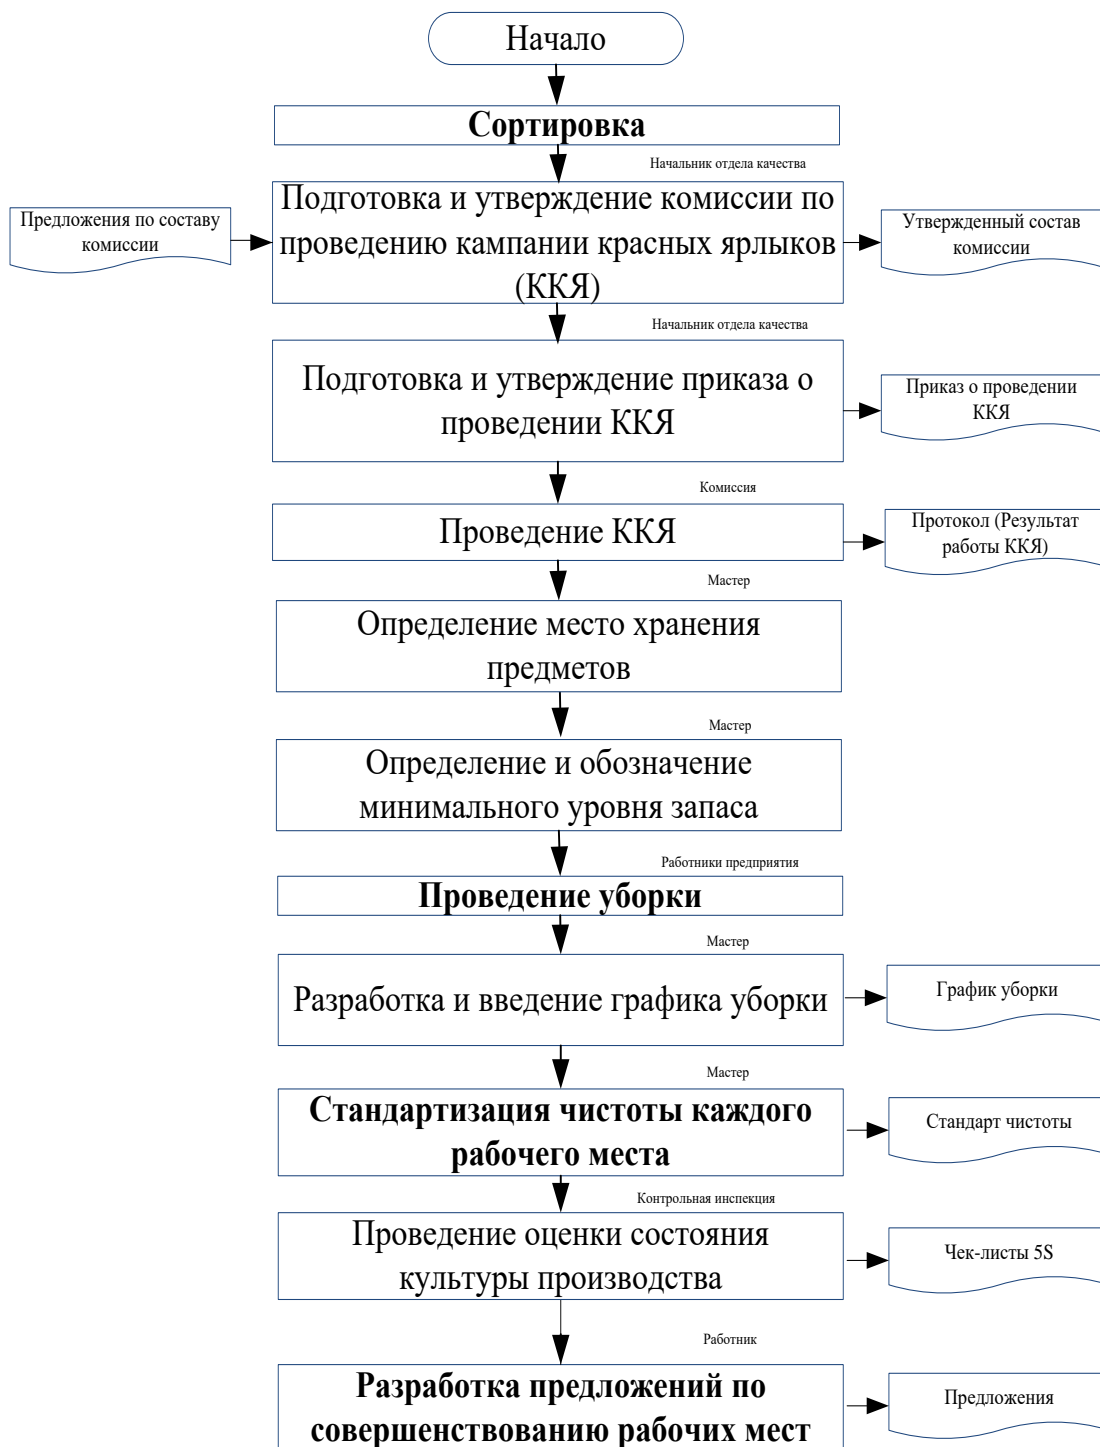 Начало
Сортировка
Начальник отдела качества
Предложения по составу
комиссии
Подготовка и утверждение комиссии по
проведению кампании красных ярлыков
(ККЯ)
Утвержденный состав
комиссии
Начальник отдела качества
Подготовка и утверждение приказа о
проведении ККЯ
Приказ о проведении
ККЯ
Комиссия
Проведение ККЯ
Протокол (Результат
работы ККЯ)
Мастер
Определение место хранения
предметов
Мастер
Определение и обозначение
минимального уровня запаса
Работники предприятия
Проведение уборки
Мастер
Разработка и введение графика уборки
График уборки
Мастер
Стандартизация чистоты каждого
рабочего места
Стандарт чистоты
Контрольная инспекция
Проведение оценки состояния
культуры производства
Чек-листы 5S
Работник
Разработка предложений по
совершенствованию рабочих мест
Предложения